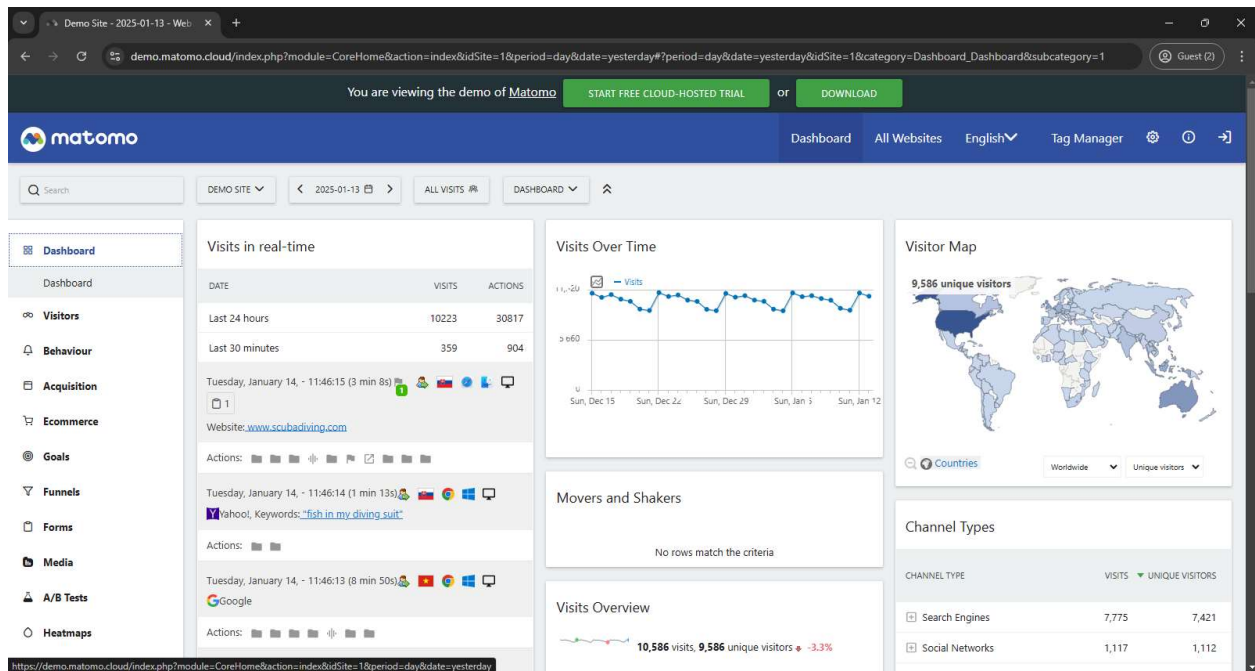 Demo Site - 2025-01-13 - Web
demo.matomo.cloud/index.php?module=CoreHome&action=index&idSite=1&period=day&date=yesterday#?period=day&date=yesterday&idSite=1&category=Dashboard_Dashboard&subcategory=1
Guest (2)
You are viewing the demo of Matomo
START FREE CLOUD-HOSTED TRIAL
or
DOWNLOAD
matomo
Dashboard
All Websites
English
Tag Manager
Search
DEMO SITE
2025-01-13
ALL VISITS
DASHBOARD
Dashboard
Dashboard
Visitors
Behaviour
Acquisition
Ecommerce
Goals
Funnels
Forms
Media
A/B Tests
Heatmaps
Visits in real-time
DATE VISITS ACTIONS
Last 24 hours 10223 30817
Last 30 minutes 359 904
Tuesday, January 14, - 11:46:15 (3 min 8s)
1
1
Website: www.scubadiving.com
Actions:
Tuesday, January 14, - 11:46:14 (1 min 13s)
Yahoo!, Keywords: "fish in my diving suit"
Actions:
Tuesday, January 14, - 11:46:13 (8 min 50s)
Google
Actions:
Visits Over Time
Visits
0
Sun, Dec 15 Sun, Dec 22 Sun, Dec 29 Sun, Jan 5 Sun, Jan 12
Movers and Shakers
No rows match the criteria
Visits Overview
10,586 visits, 9,586 unique visitors -3.3%
Visitor Map
9,586 unique visitors
Countries
Worldwide
Unique visitors
Channel Types
CHANNEL TYPE VISITS UNIQUE VISITORS
Search Engines 7,775 7,421
Social Networks 1,117 1,112
https://demo.matomo.cloud/index.php?module=CoreHome&action=index&idSite=1&period=day&date=yesterday